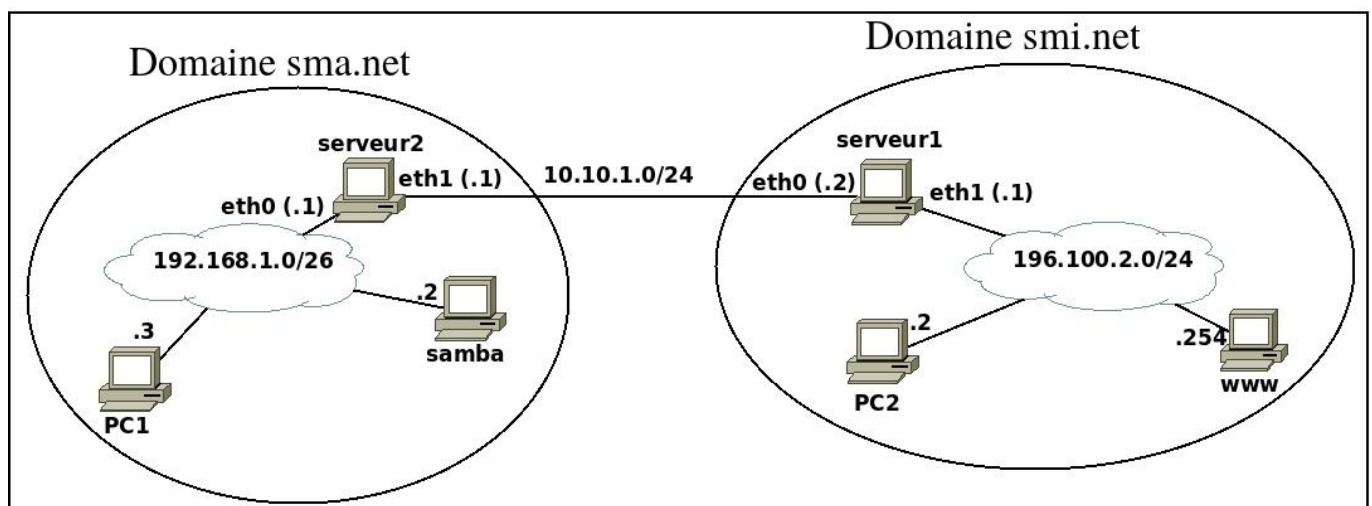 Domaine sma.net
Domaine smi.net
serveur2
eth1 (.1)
eth0 (.1)
192.168.1.0/26
.2
samba
.3
PC1
10.10.1.0/24
serveur1
eth0 (.2)
eth1 (.1)
196.100.2.0/24
.2
PC2
.254
www